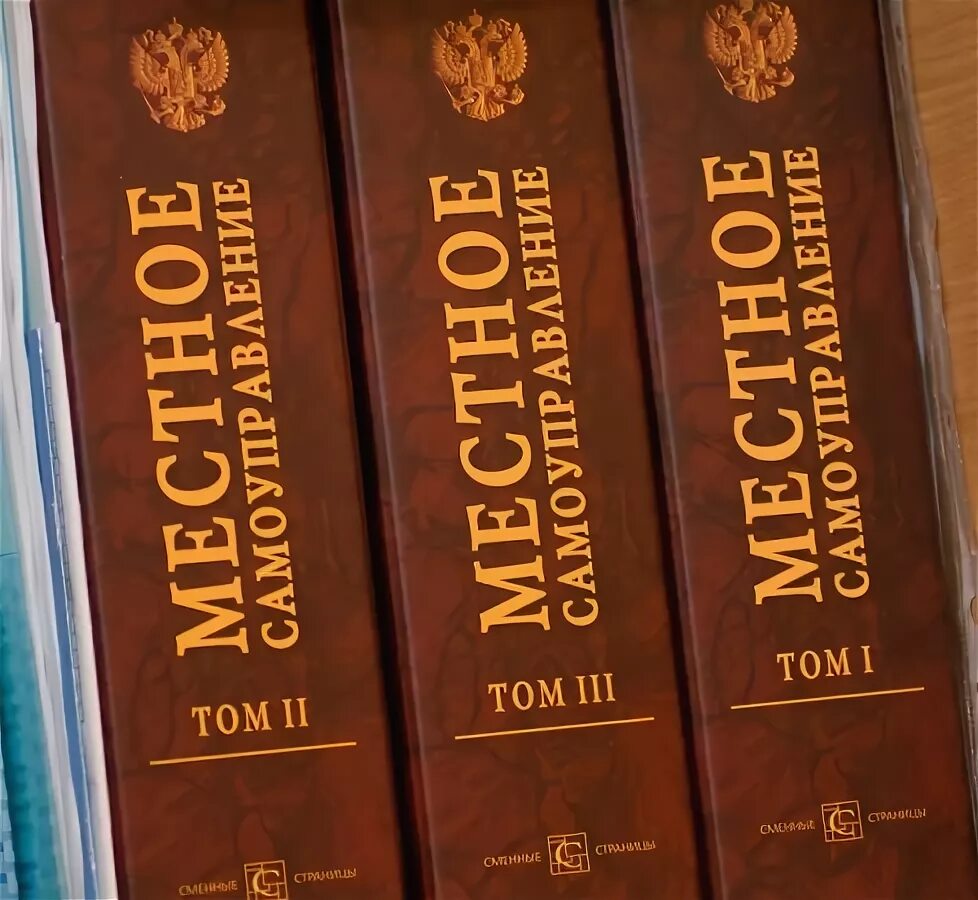 МЕСТНОЕ
САМОУПРАВЛЕНИЕ
ТОМ II
СМЕННЫЕ СТРАНИЦЫ
МЕСТНОЕ
САМОУПРАВЛЕНИЕ
ТОМ III
СМЕННЫЕ СТРАНИЦЫ
МЕСТНОЕ
САМОУПРАВЛЕНИЕ
ТОМ I
СМЕННЫЕ СТРАНИЦЫ